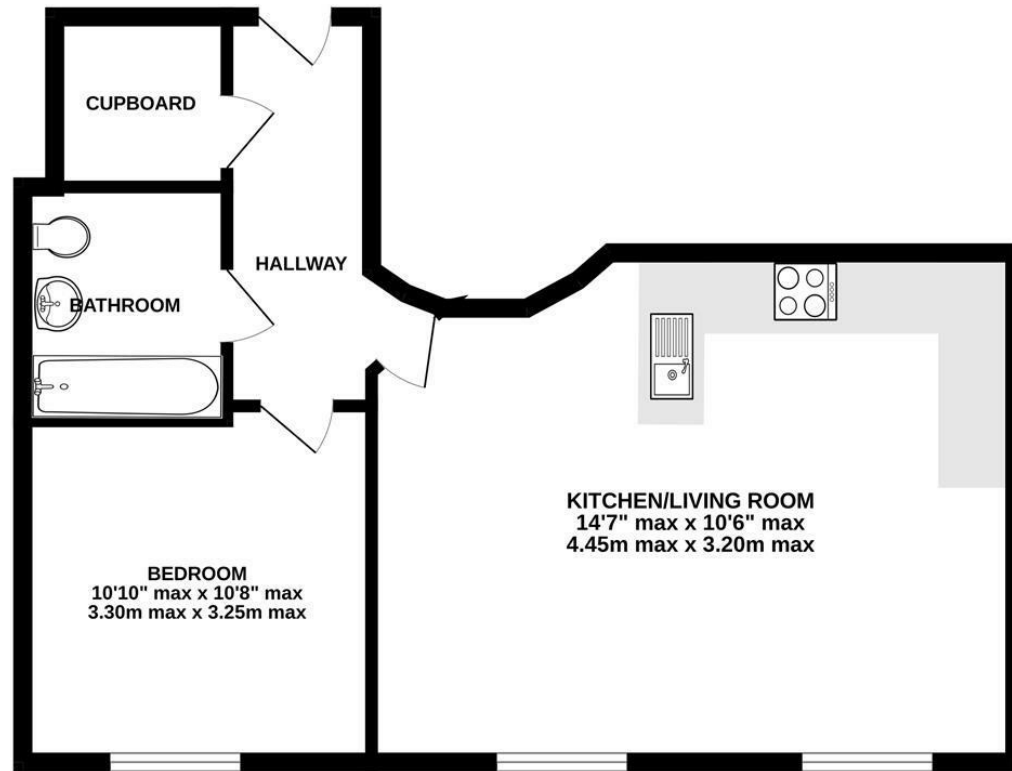 CUPBOARD
HALLWAY
BATHROOM
KITCHEN/LIVING ROOM
14'7" max x 10'6" max
4.45m max x 3.20m max
BEDROOM
10'10" max x 10'8" max
3.30m max x 3.25m max